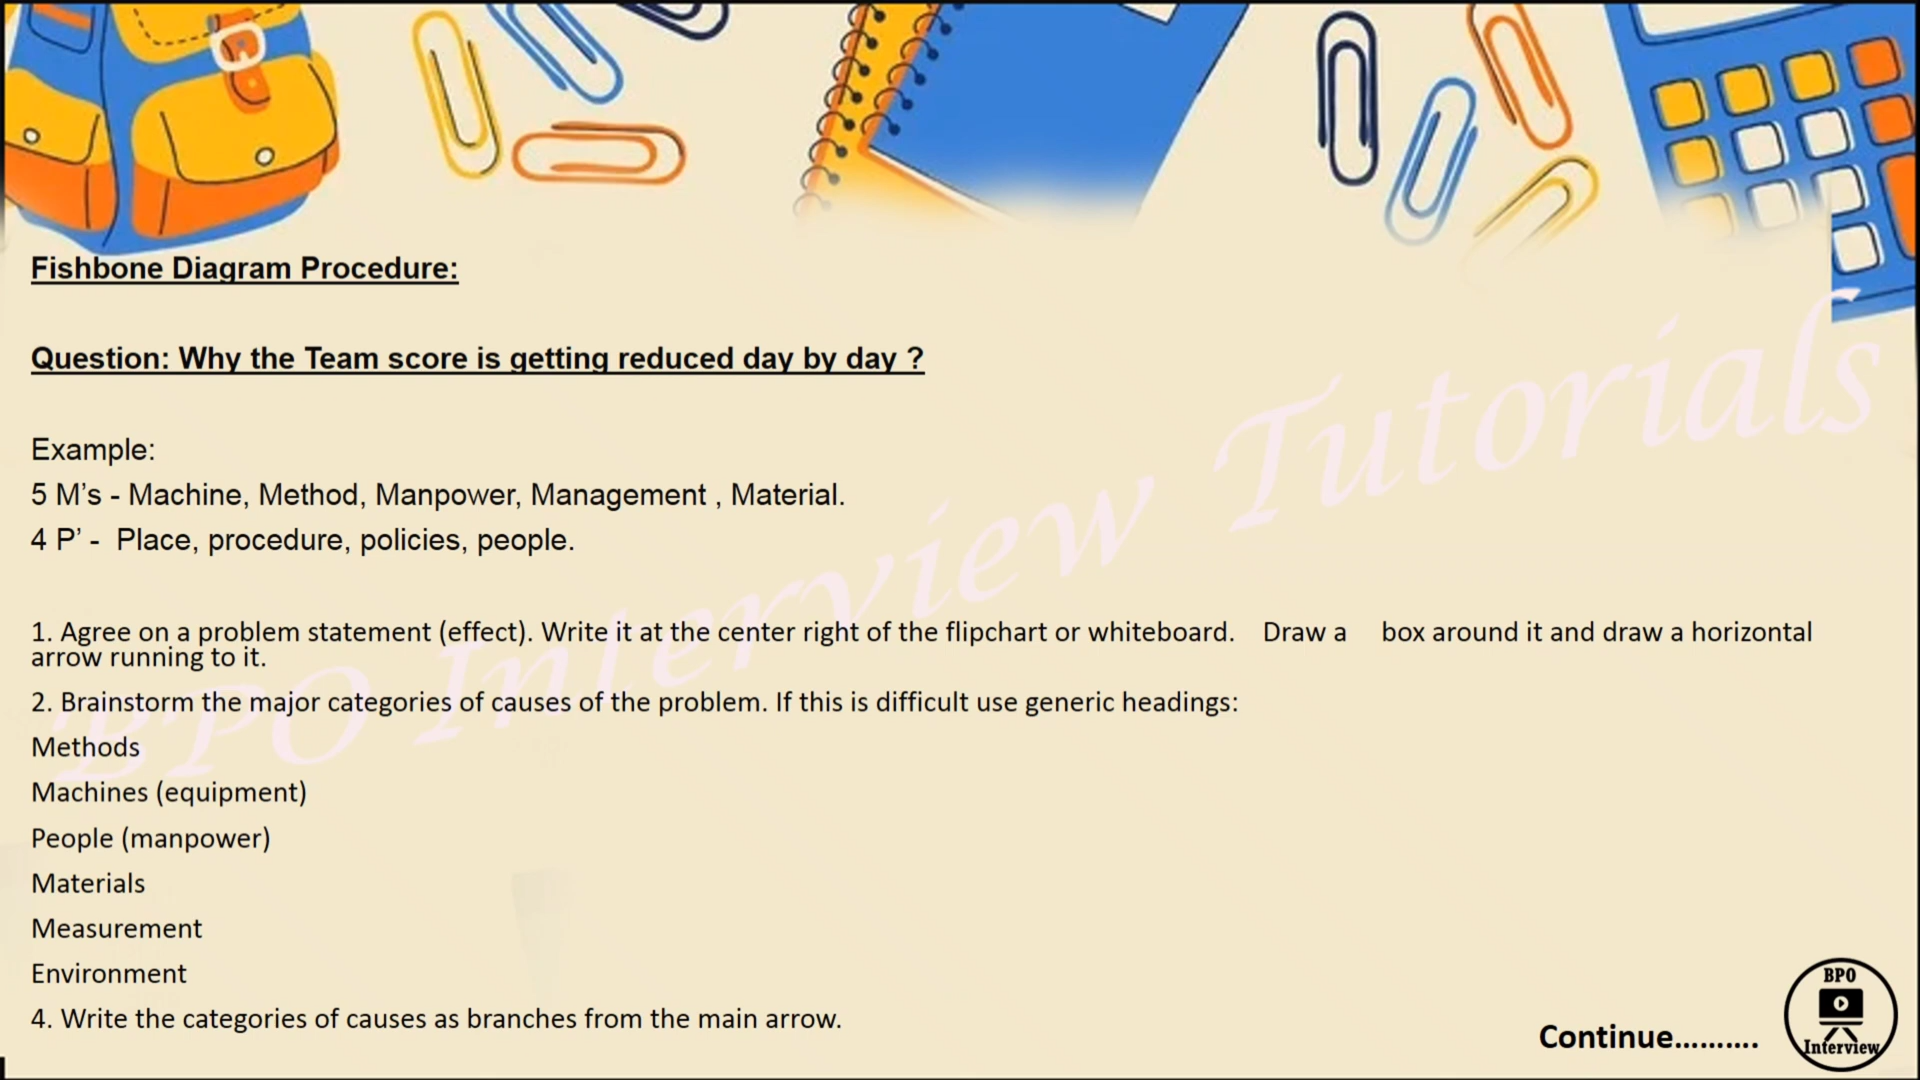 Fishbone Diagram Procedure:
Question: Why the Team score is getting reduced day by day ?
Example:
5 M’s - Machine, Method, Manpower, Management , Material.
4 P’ - Place, procedure, policies, people.
1. Agree on a problem statement (effect). Write it at the center right of the flipchart or whiteboard. Draw a box around it and draw a horizontal
arrow running to it.
2. Brainstorm the major categories of causes of the problem. If this is difficult use generic headings:
Methods
Machines (equipment)
People (manpower)
Materials
Measurement
Environment
4. Write the categories of causes as branches from the main arrow.
Continue..........
BPO
Interview
BPO Interview Tutorials